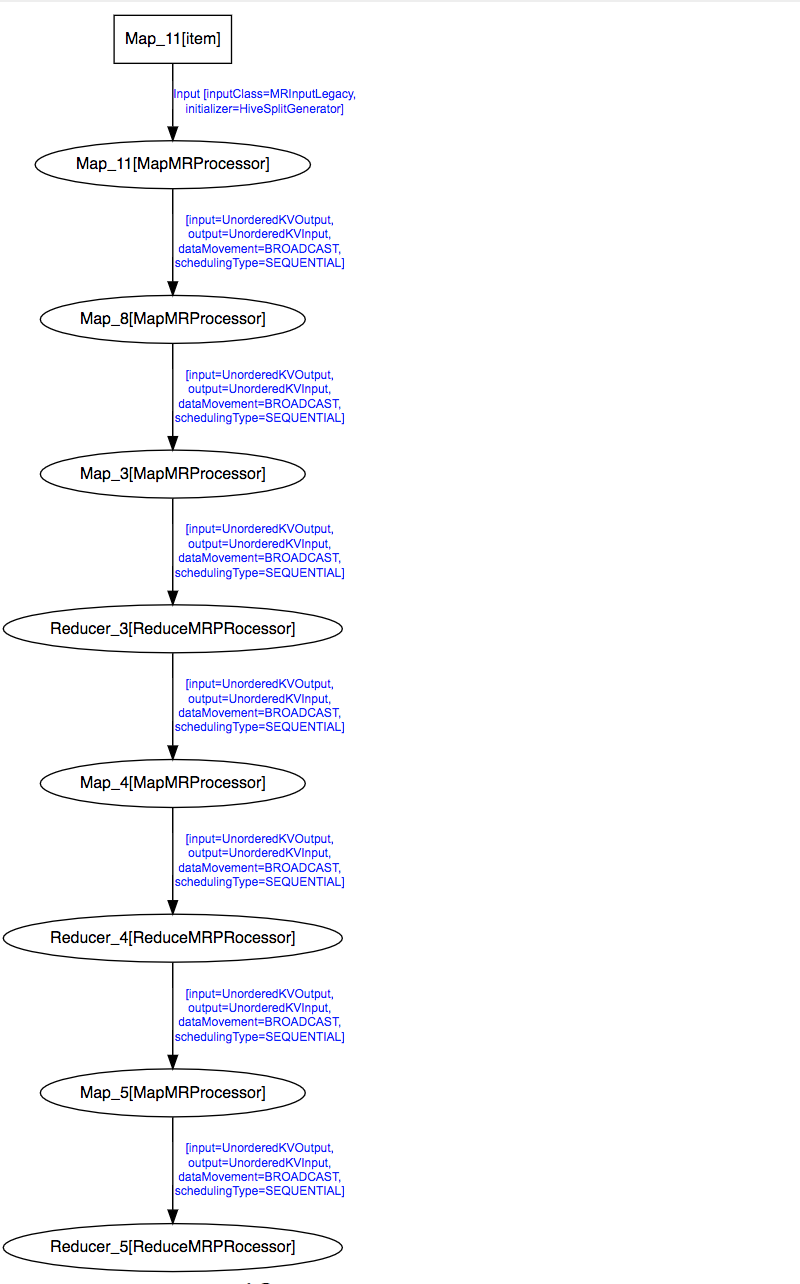 Map_11[item]
Input [inputClass=MRInputLegacy,
initializer=HiveSplitGenerator]
Map_11[MapMRProcessor]
[input=UnorderedKVOutput,
output=UnorderedKVInput,
dataMovement=BROADCAST,
schedulingType=SEQUENTIAL]
Map_8[MapMRProcessor]
[input=UnorderedKVOutput,
output=UnorderedKVInput,
dataMovement=BROADCAST,
schedulingType=SEQUENTIAL]
Map_3[MapMRProcessor]
[input=UnorderedKVOutput,
output=UnorderedKVInput,
dataMovement=BROADCAST,
schedulingType=SEQUENTIAL]
Reducer_3[ReduceMRPRocessor]
[input=UnorderedKVOutput,
output=UnorderedKVInput,
dataMovement=BROADCAST,
schedulingType=SEQUENTIAL]
Map_4[MapMRProcessor]
[input=UnorderedKVOutput,
output=UnorderedKVInput,
dataMovement=BROADCAST,
schedulingType=SEQUENTIAL]
Reducer_4[ReduceMRPRocessor]
[input=UnorderedKVOutput,
output=UnorderedKVInput,
dataMovement=BROADCAST,
schedulingType=SEQUENTIAL]
Map_5[MapMRProcessor]
[input=UnorderedKVOutput,
output=UnorderedKVInput,
dataMovement=BROADCAST,
schedulingType=SEQUENTIAL]
Reducer_5[ReduceMRPRocessor]